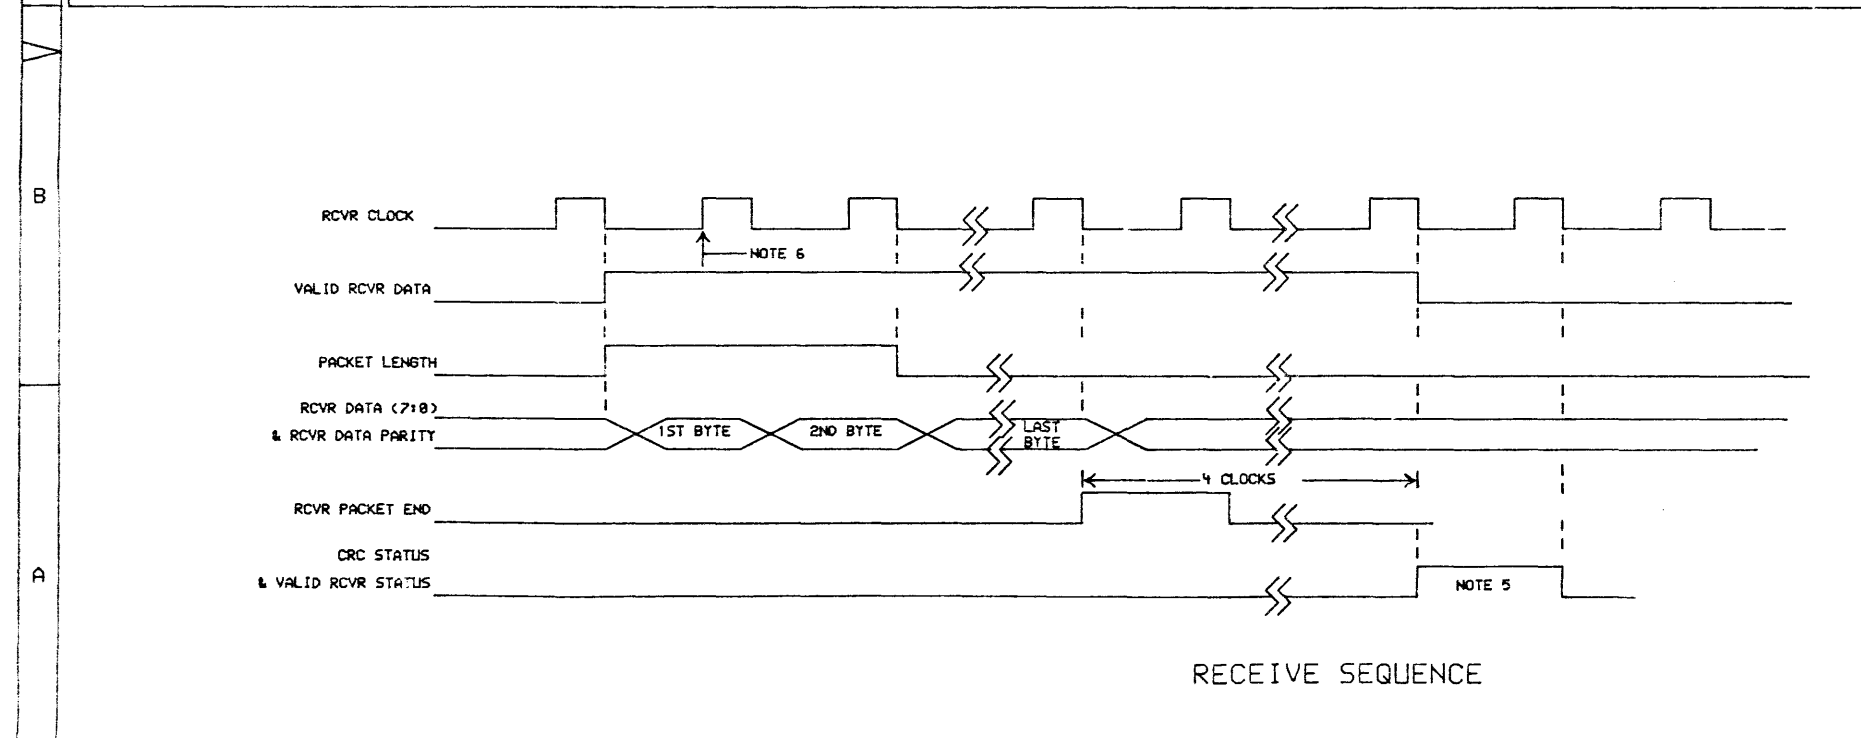 B
RCVR CLOCK
NOTE 6
VALID RCVR DATA
PACKET LENGTH
RCVR DATA (7:0)
& RCVR DATA PARITY
1ST BYTE
2ND BYTE
LAST
BYTE
4 CLOCKS
RCVR PACKET END
CRC STATUS
& VALID RCVR STATUS
NOTE 5
A
RECEIVE SEQUENCE